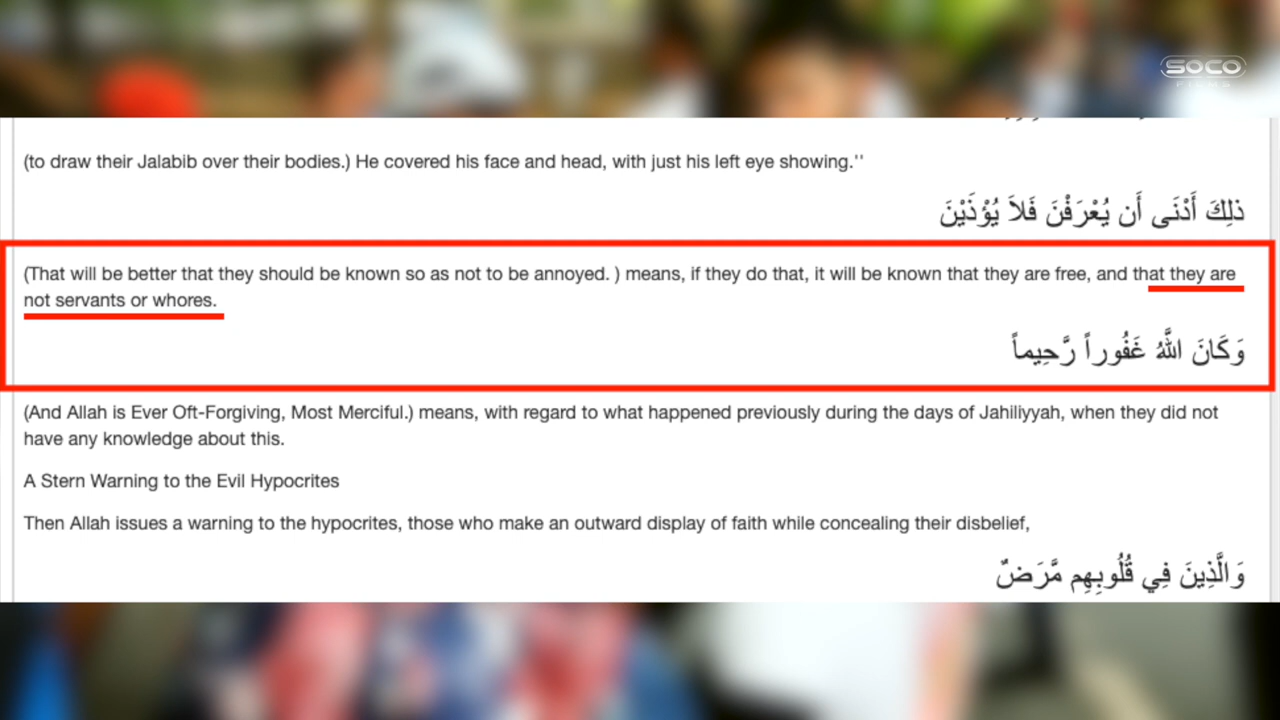 SOCO
FILMS
(to draw their Jalabib over their bodies.) He covered his face and head, with just his left eye showing.''
ذلِكَ أَدْنَى أَن يُعْرَفْنَ فَلاَ يُؤْذَيْنَ
(That will be better that they should be known so as not to be annoyed. ) means, if they do that, it will be known that they are free, and that they are
not servants or whores.
وَكَانَ اللَّهُ غَفُوراً رَّحِيماً
(And Allah is Ever Oft-Forgiving, Most Merciful.) means, with regard to what happened previously during the days of Jahiliyyah, when they did not
have any knowledge about this.
A Stern Warning to the Evil Hypocrites
Then Allah issues a warning to the hypocrites, those who make an outward display of faith while concealing their disbelief,
وَالَّذِينَ فِي قُلُوبِهِم مَّرَضٌ